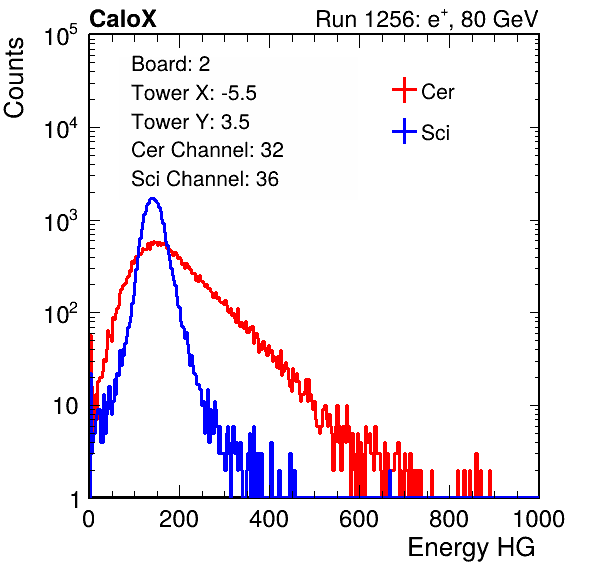 CaloX Run 1256: e⁺, 80 GeV
Counts
Board: 2
Tower X: -5.5
Tower Y: 3.5
Cer Channel: 32
Sci Channel: 36
Cer
Sci
10⁵
10⁴
10³
10²
10
1
0 200 400 600 800 1000
Energy HG